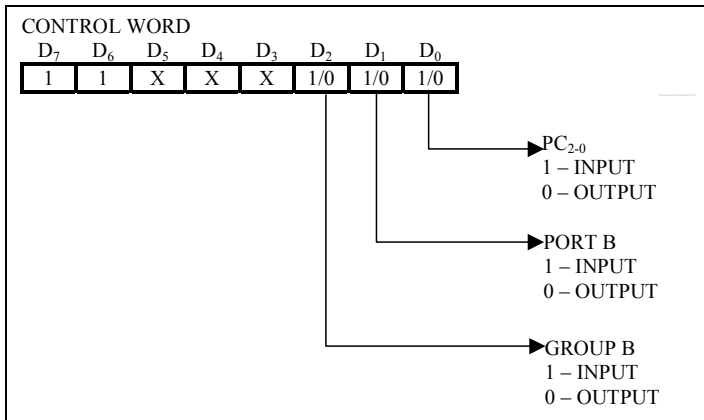 CONTROL WORD
D7 D6 D5 D4 D3 D2 D1 D0
1 1 X X X 1/0 1/0 1/0
PC2-0
1 – INPUT
0 – OUTPUT
PORT B
1 – INPUT
0 – OUTPUT
GROUP B
1 – INPUT
0 – OUTPUT